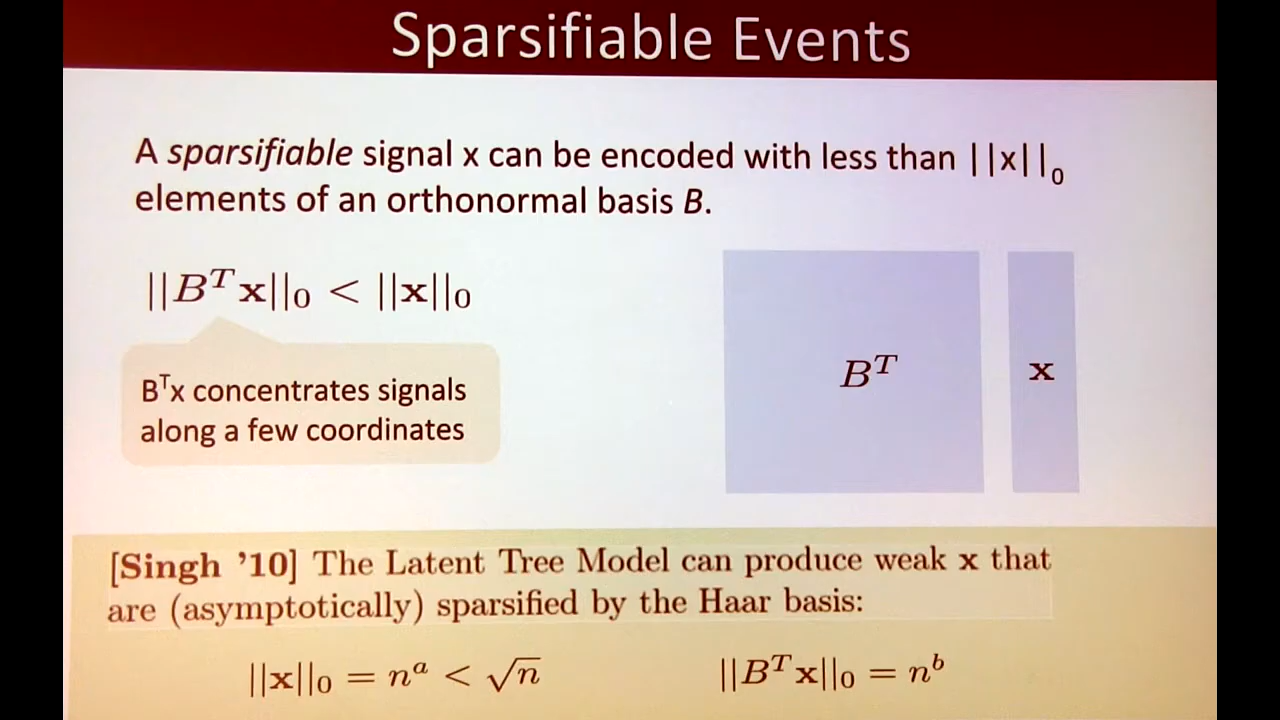 Sparsifiable Events
A sparsifiable signal x can be encoded with less than ||x||₀
elements of an orthonormal basis B.
||Bᵀx||₀ < ||x||₀
Bᵀx concentrates signals
along a few coordinates
Bᵀ
x
[Singh ’10] The Latent Tree Model can produce weak x that
are (asymptotically) sparsified by the Haar basis:
||x||₀ = nᵃ < √n
||Bᵀx||₀ = nᵇ